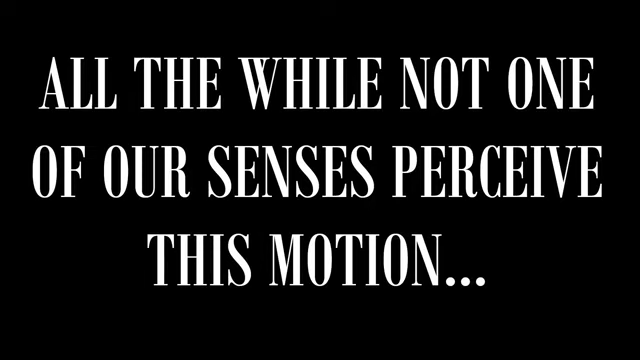 ALL THE WHILE NOT ONE
OF OUR SENSES PERCEIVE
THIS MOTION...